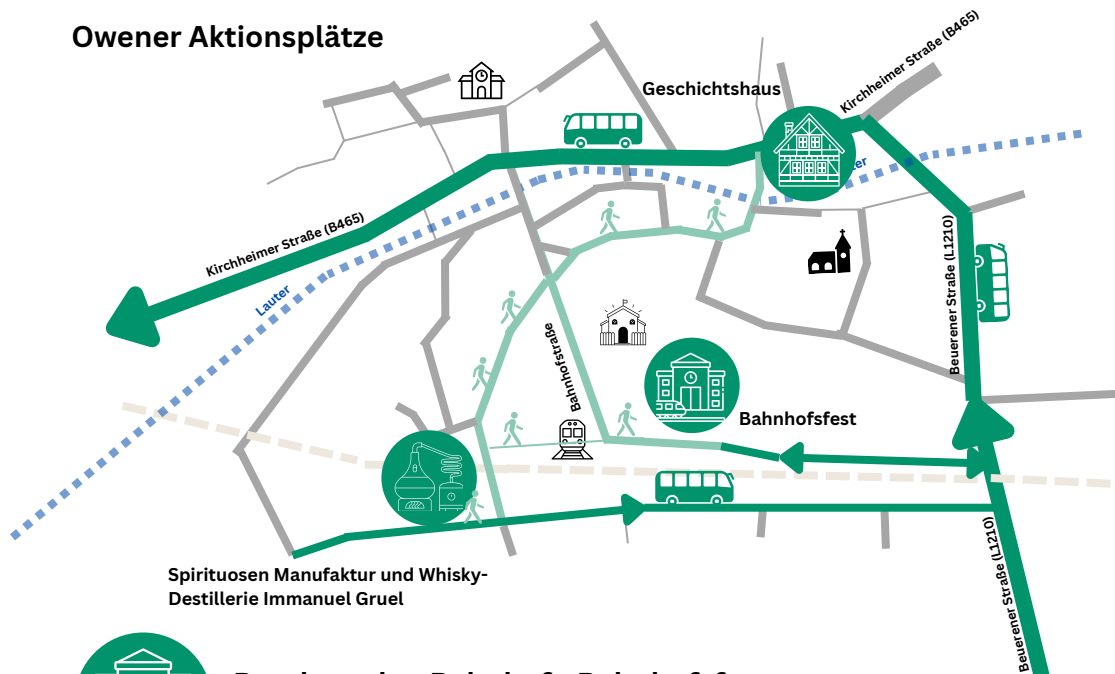 Owener Aktionsplätze
Kirchheimer Straße (B465)
Geschichtshaus
Kirchheimer Straße (B465)
Lauter
Beuerener Straße (L1210)
P
Bahnhofstraße
Bahnhofsfest
Spirituosen Manufaktur und Whisky-
Destillerie Immanuel Gruel
Beuerener Straße (L1210)